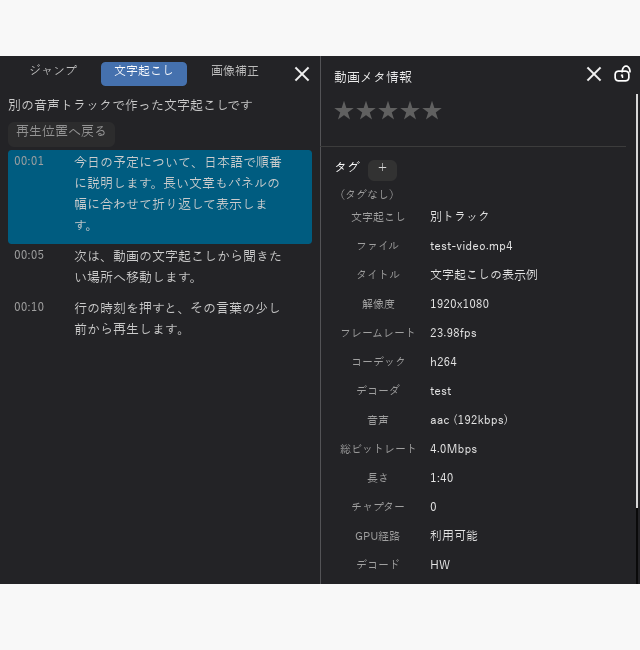 ジャンプ
文字起こし
画像補正
別の音声トラックで作った文字起こしです
再生位置へ戻る
00:01
今日の予定について、日本語で順番
に説明します。長い文章もパネルの
幅に合わせて折り返して表示しま
す。
00:05
次は、動画の文字起こしから聞きた
い場所へ移動します。
00:10
行の時刻を押すと、その言葉の少し
前から再生します。
動画メタ情報
★★★★★
タグ +
（タグなし）
文字起こし 別トラック
ファイル test-video.mp4
タイトル 文字起こしの表示例
解像度 1920x1080
フレームレート 23.98fps
コーデック h264
デコーダ test
音声 aac (192kbps)
総ビットレート 4.0Mbps
長さ 1:40
チャプター 0
GPU経路 利用可能
デコード HW